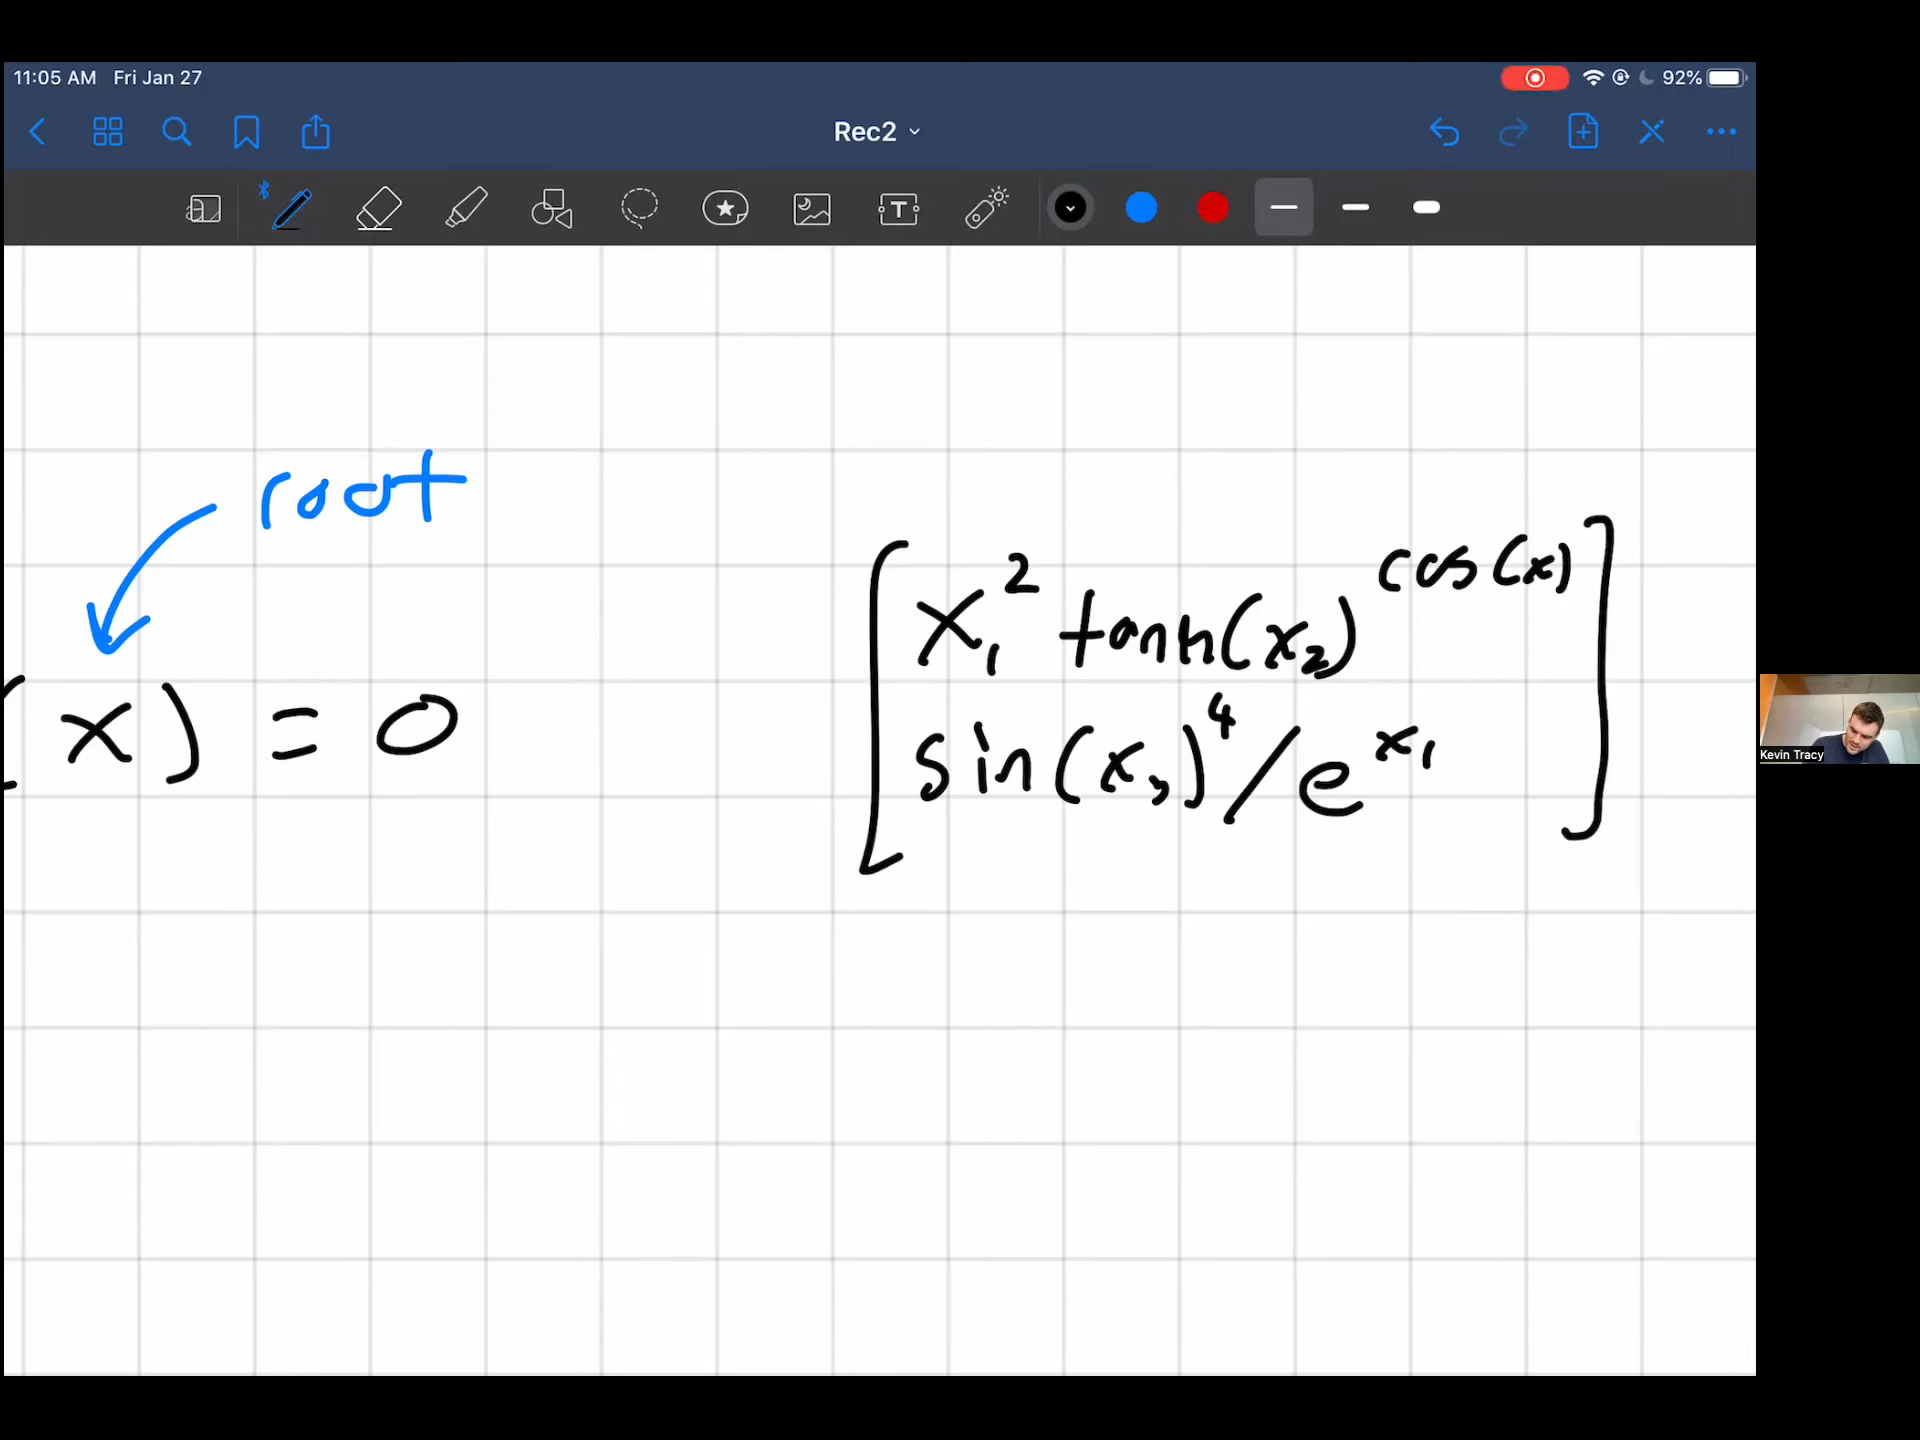 11:05 AM Fri Jan 27
92%
Rec2
T
root
(x) = 0
x₁² tanh(x₂)^cos(x)
sin(x₃)⁴/e^x₁
Kevin Tracy